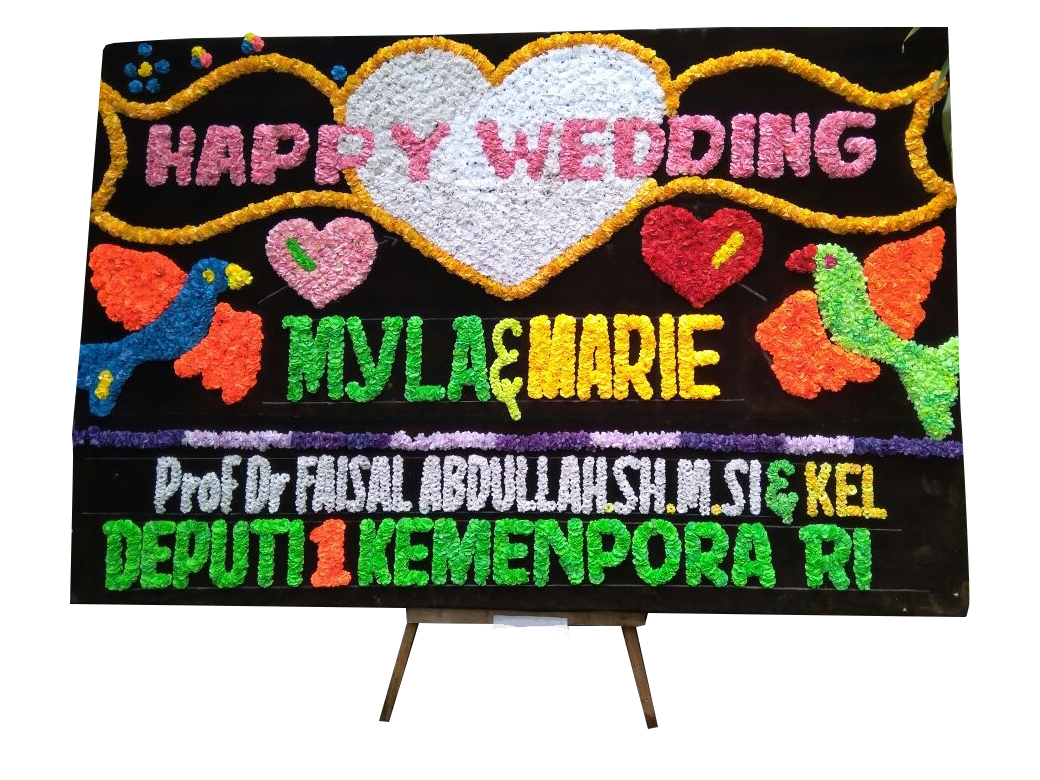 HAPPY WEDDING
MYLA & MARIE
Prof Dr FAISAL ABDULLAH.SH.M.SI & KEL
DEPUTI 1 KEMENPORA RI